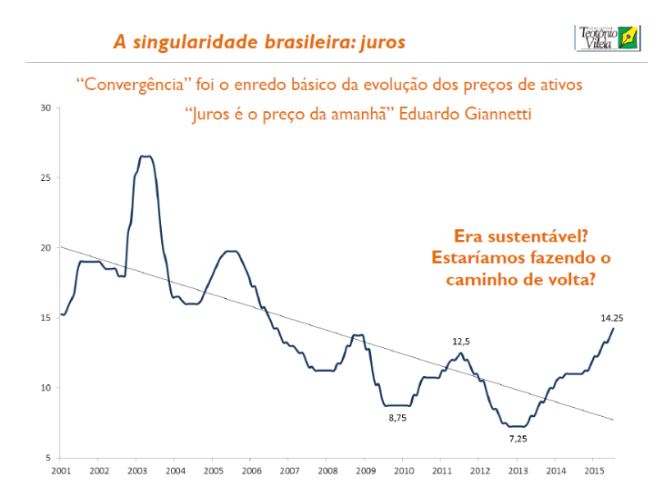 A singularidade brasileira: juros
Teotônio
Vilela
“Convergência” foi o enredo básico da evolução dos preços de ativos
“Juros é o preço da amanhã” Eduardo Giannetti
30
25
20
15
10
5
Era sustentável?
Estaríamos fazendo o
caminho de volta?
14.25
12,5
8,75
7,25
2001 2002 2003 2004 2005 2006 2007 2008 2009 2010 2011 2012 2013 2014 2015